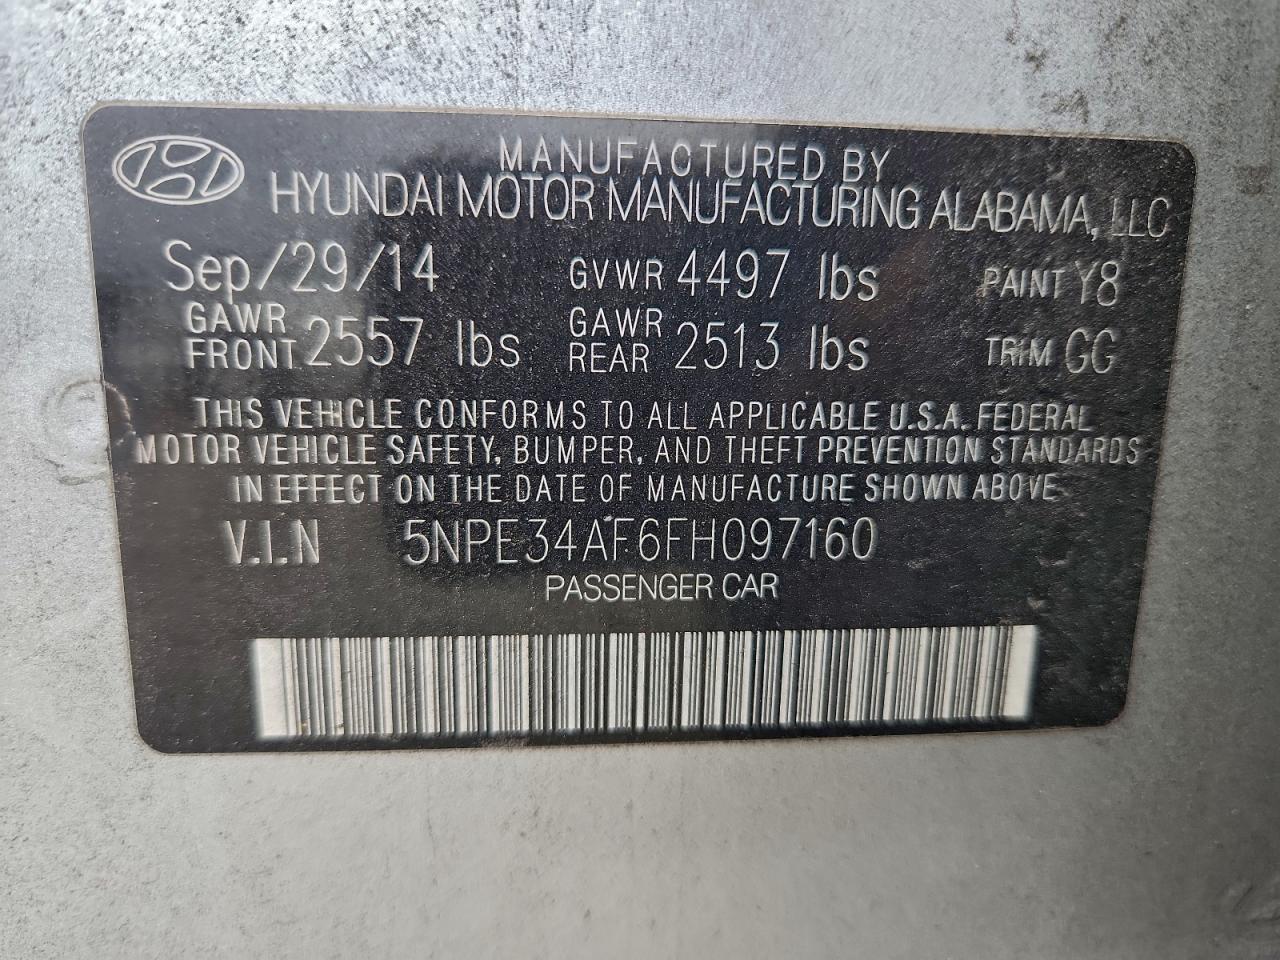 MANUFACTURED BY
HYUNDAI MOTOR MANUFACTURING ALABAMA, LLC
Sep/29/14 GVWR 4497 lbs PAINT Y8
GAWR FRONT 2557 lbs GAWR REAR 2513 lbs TRIM GG
THIS VEHICLE CONFORMS TO ALL APPLICABLE U.S.A. FEDERAL
MOTOR VEHICLE SAFETY, BUMPER, AND THEFT PREVENTION STANDARDS
IN EFFECT ON THE DATE OF MANUFACTURE SHOWN ABOVE
V.I.N 5NPE34AF6FH097160
PASSENGER CAR